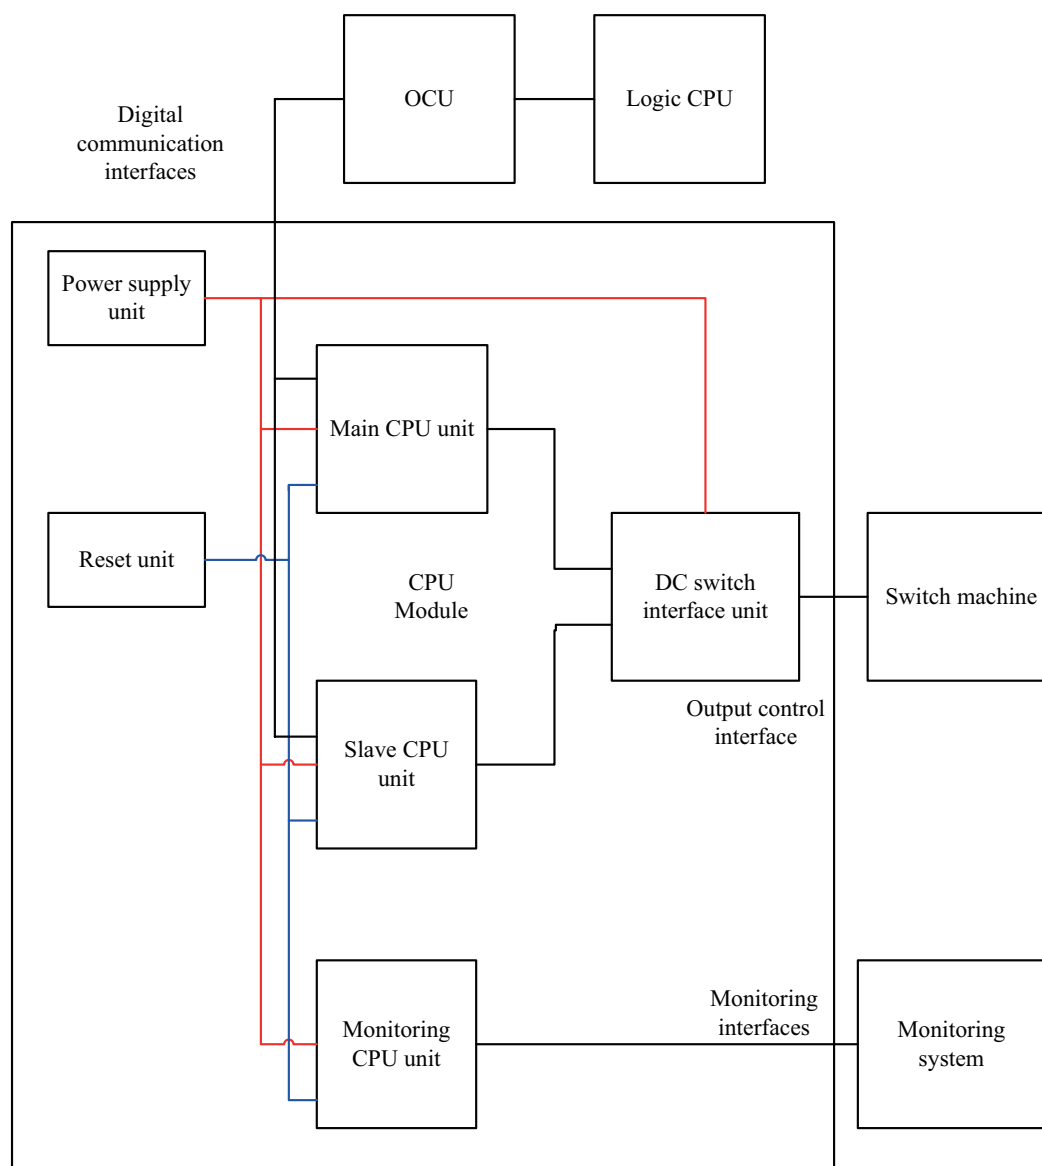 OCU
Logic CPU
Digital
communication
interfaces
Power supply
unit
Main CPU unit
Reset unit
CPU
Module
DC switch
interface unit
Switch machine
Output control
interface
Slave CPU
unit
Monitoring
CPU unit
Monitoring
interfaces
Monitoring
system